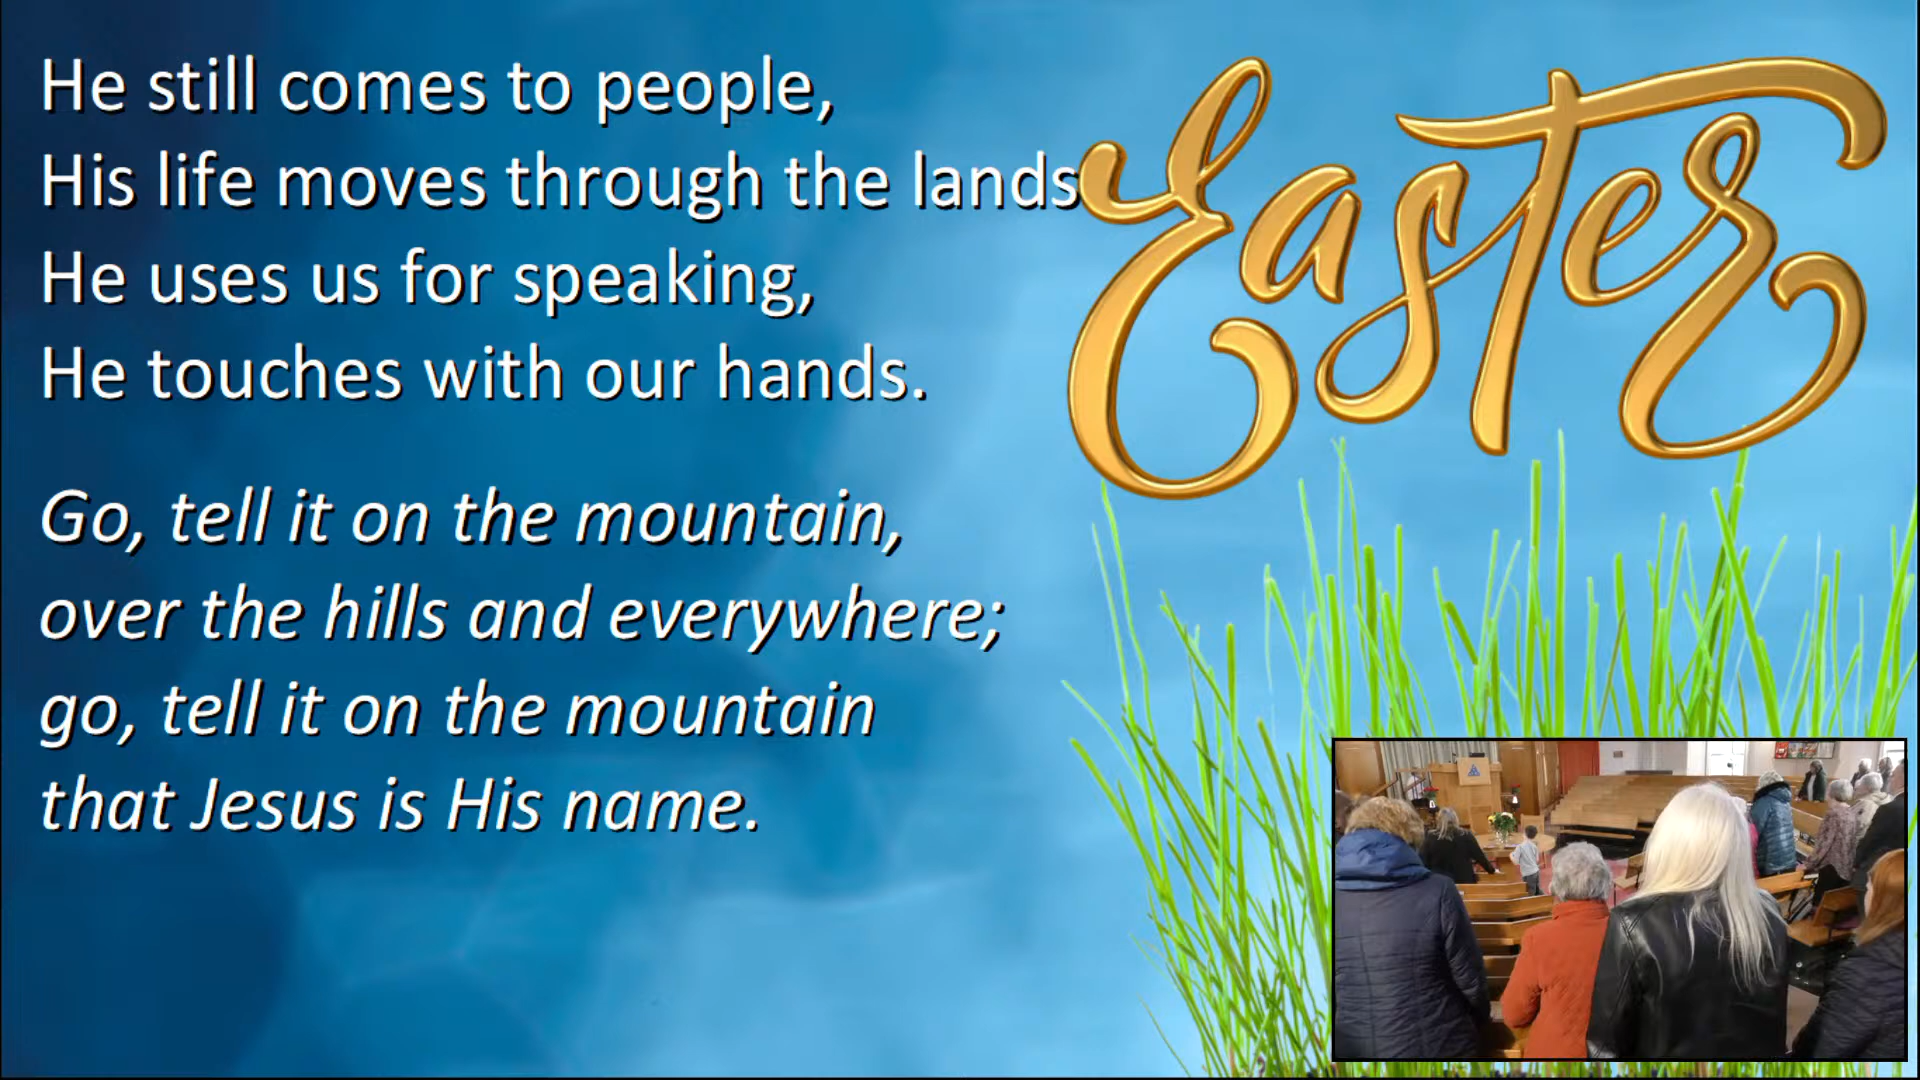 He still comes to people,
His life moves through the lands
He uses us for speaking,
He touches with our hands.
Go, tell it on the mountain,
over the hills and everywhere;
go, tell it on the mountain
that Jesus is His name.
Easter